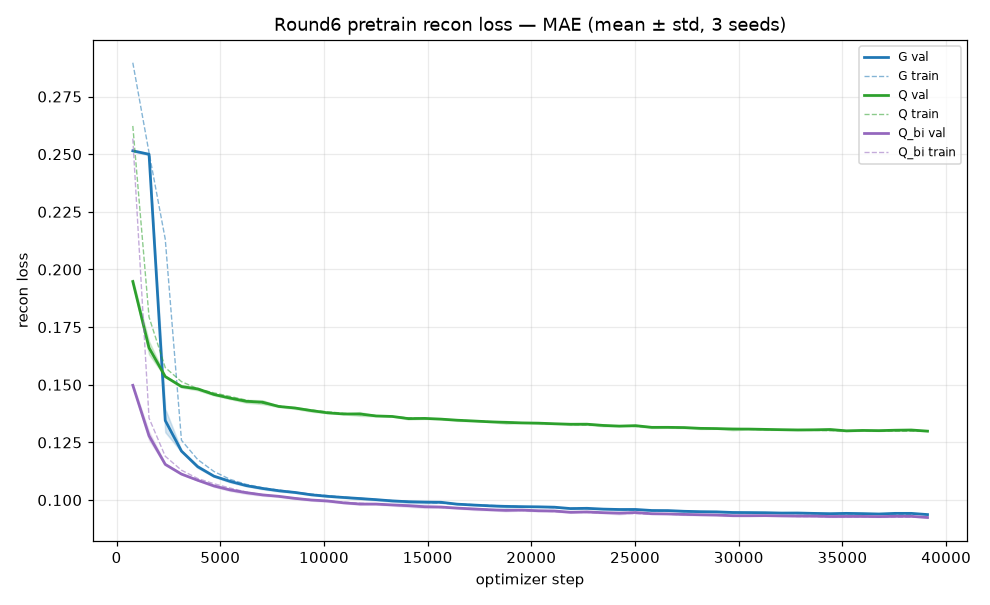 Round6 pretrain recon loss — MAE (mean ± std, 3 seeds)
G val
G train
Q val
Q train
Q_bi val
Q_bi train
recon loss
0.275
0.250
0.225
0.200
0.175
0.150
0.125
0.100
0 5000 10000 15000 20000 25000 30000 35000 40000
optimizer step